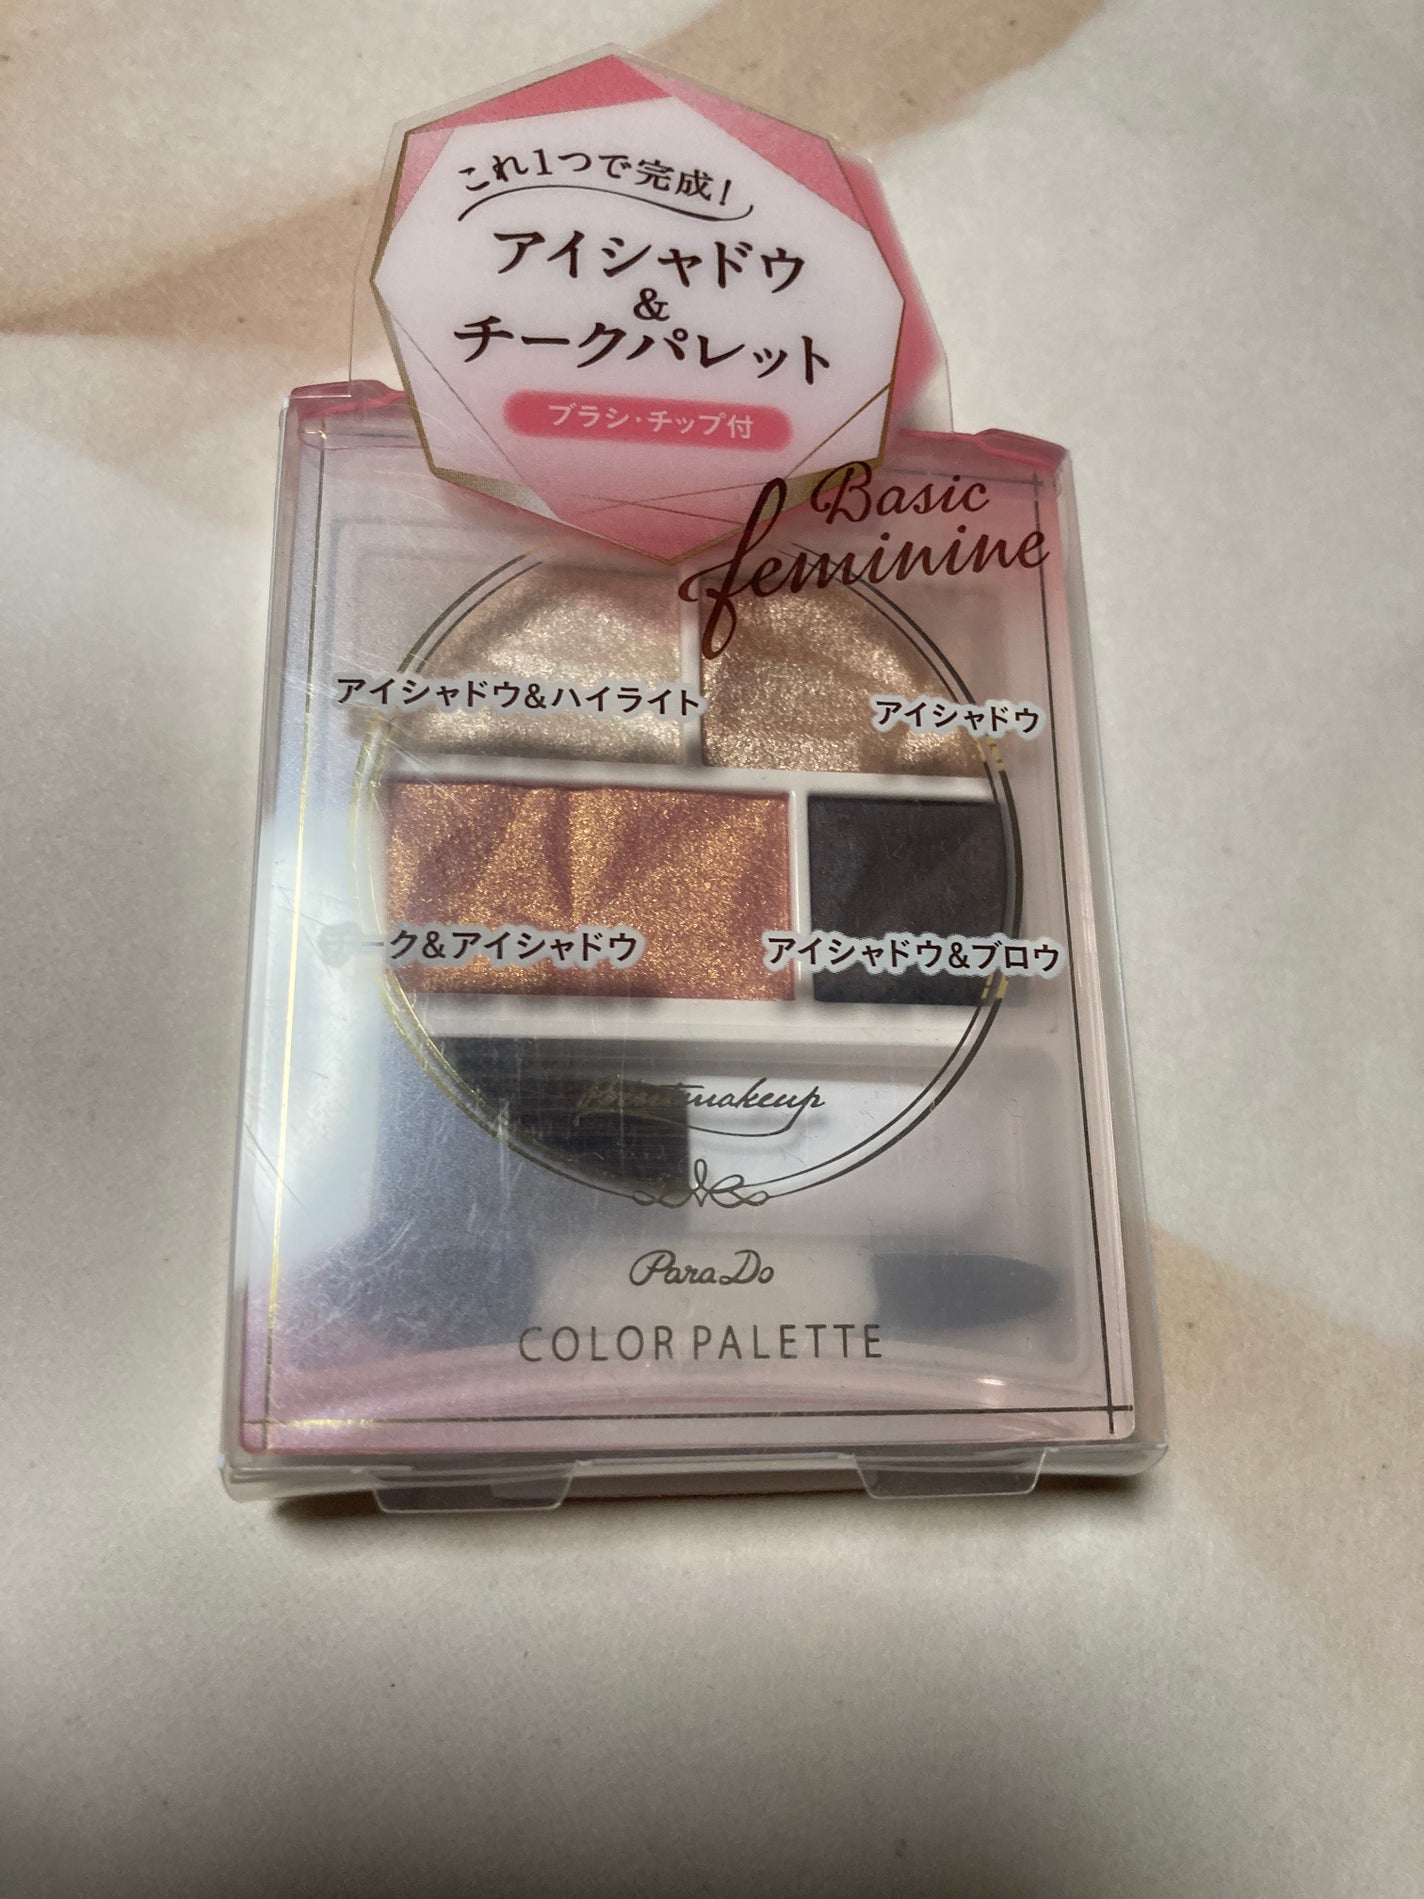 これ1つで完成!
アイシャドウ
&
チークパレット
ブラシ・チップ付
Basic
feminine
アイシャドウ&ハイライト
アイシャドウ
チーク&アイシャドウ
アイシャドウ&ブロウ
ParaDo
COLOR PALETTE